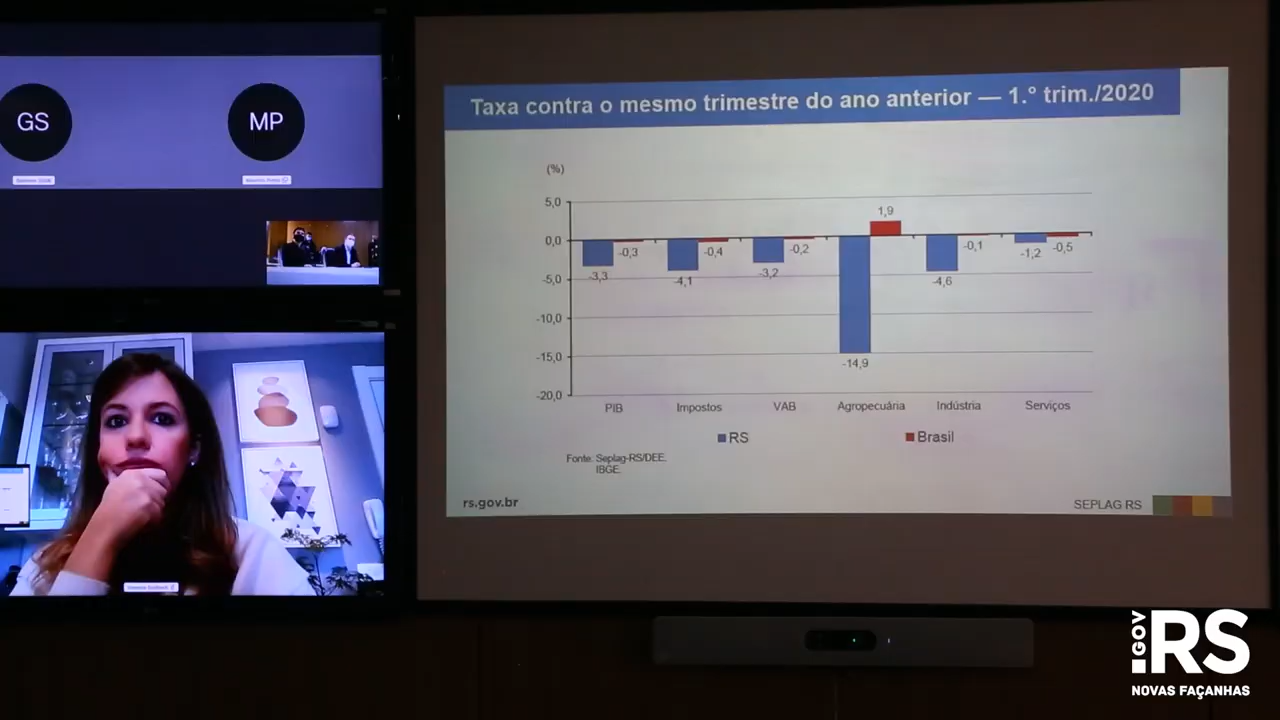 GS
MP
Taxa contra o mesmo trimestre do ano anterior — 1.° trim./2020
(%)
5,0
0,0
-5,0
-10,0
-15,0
-20,0
1,9
-0,3
-0,4
-0,2
-0,1
-1,2
-0,5
-3,3
-4,1
-3,2
-4,6
-14,9
PIB
Impostos
VAB
Agropecuária
Indústria
Serviços
RS
Brasil
Fonte: Seplag-RS/DEE.
IBGE.
rs.gov.br
SEPLAG RS
.GOV
RS
NOVAS FAÇANHAS